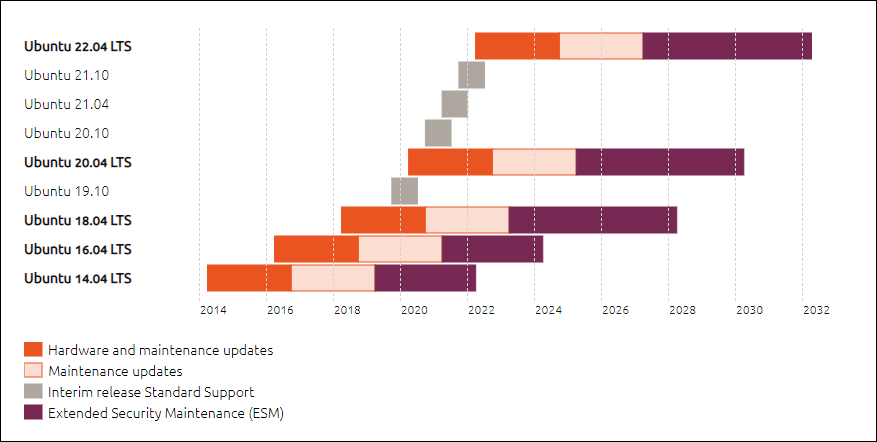 Ubuntu 22.04 LTS
Ubuntu 21.10
Ubuntu 21.04
Ubuntu 20.10
Ubuntu 20.04 LTS
Ubuntu 19.10
Ubuntu 18.04 LTS
Ubuntu 16.04 LTS
Ubuntu 14.04 LTS
2014 2016 2018 2020 2022 2024 2026 2028 2030 2032
Hardware and maintenance updates
Maintenance updates
Interim release Standard Support
Extended Security Maintenance (ESM)